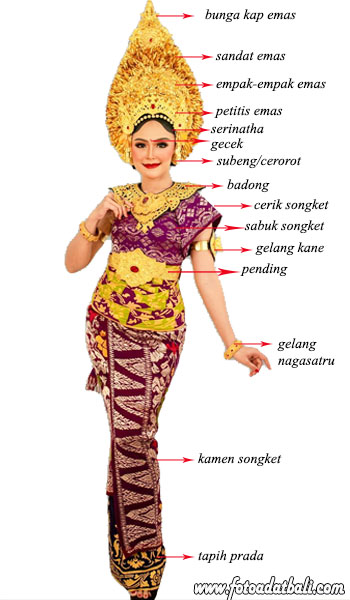 bunga kap emas
sandat emas
empak-empak emas
petitis emas
serinatha
gecek
subeng/cerorot
badong
cerik songket
sabuk songket
gelang kane
pending
gelang
nagasatru
kamen songket
tapih prada
www.fotoadatbali.com